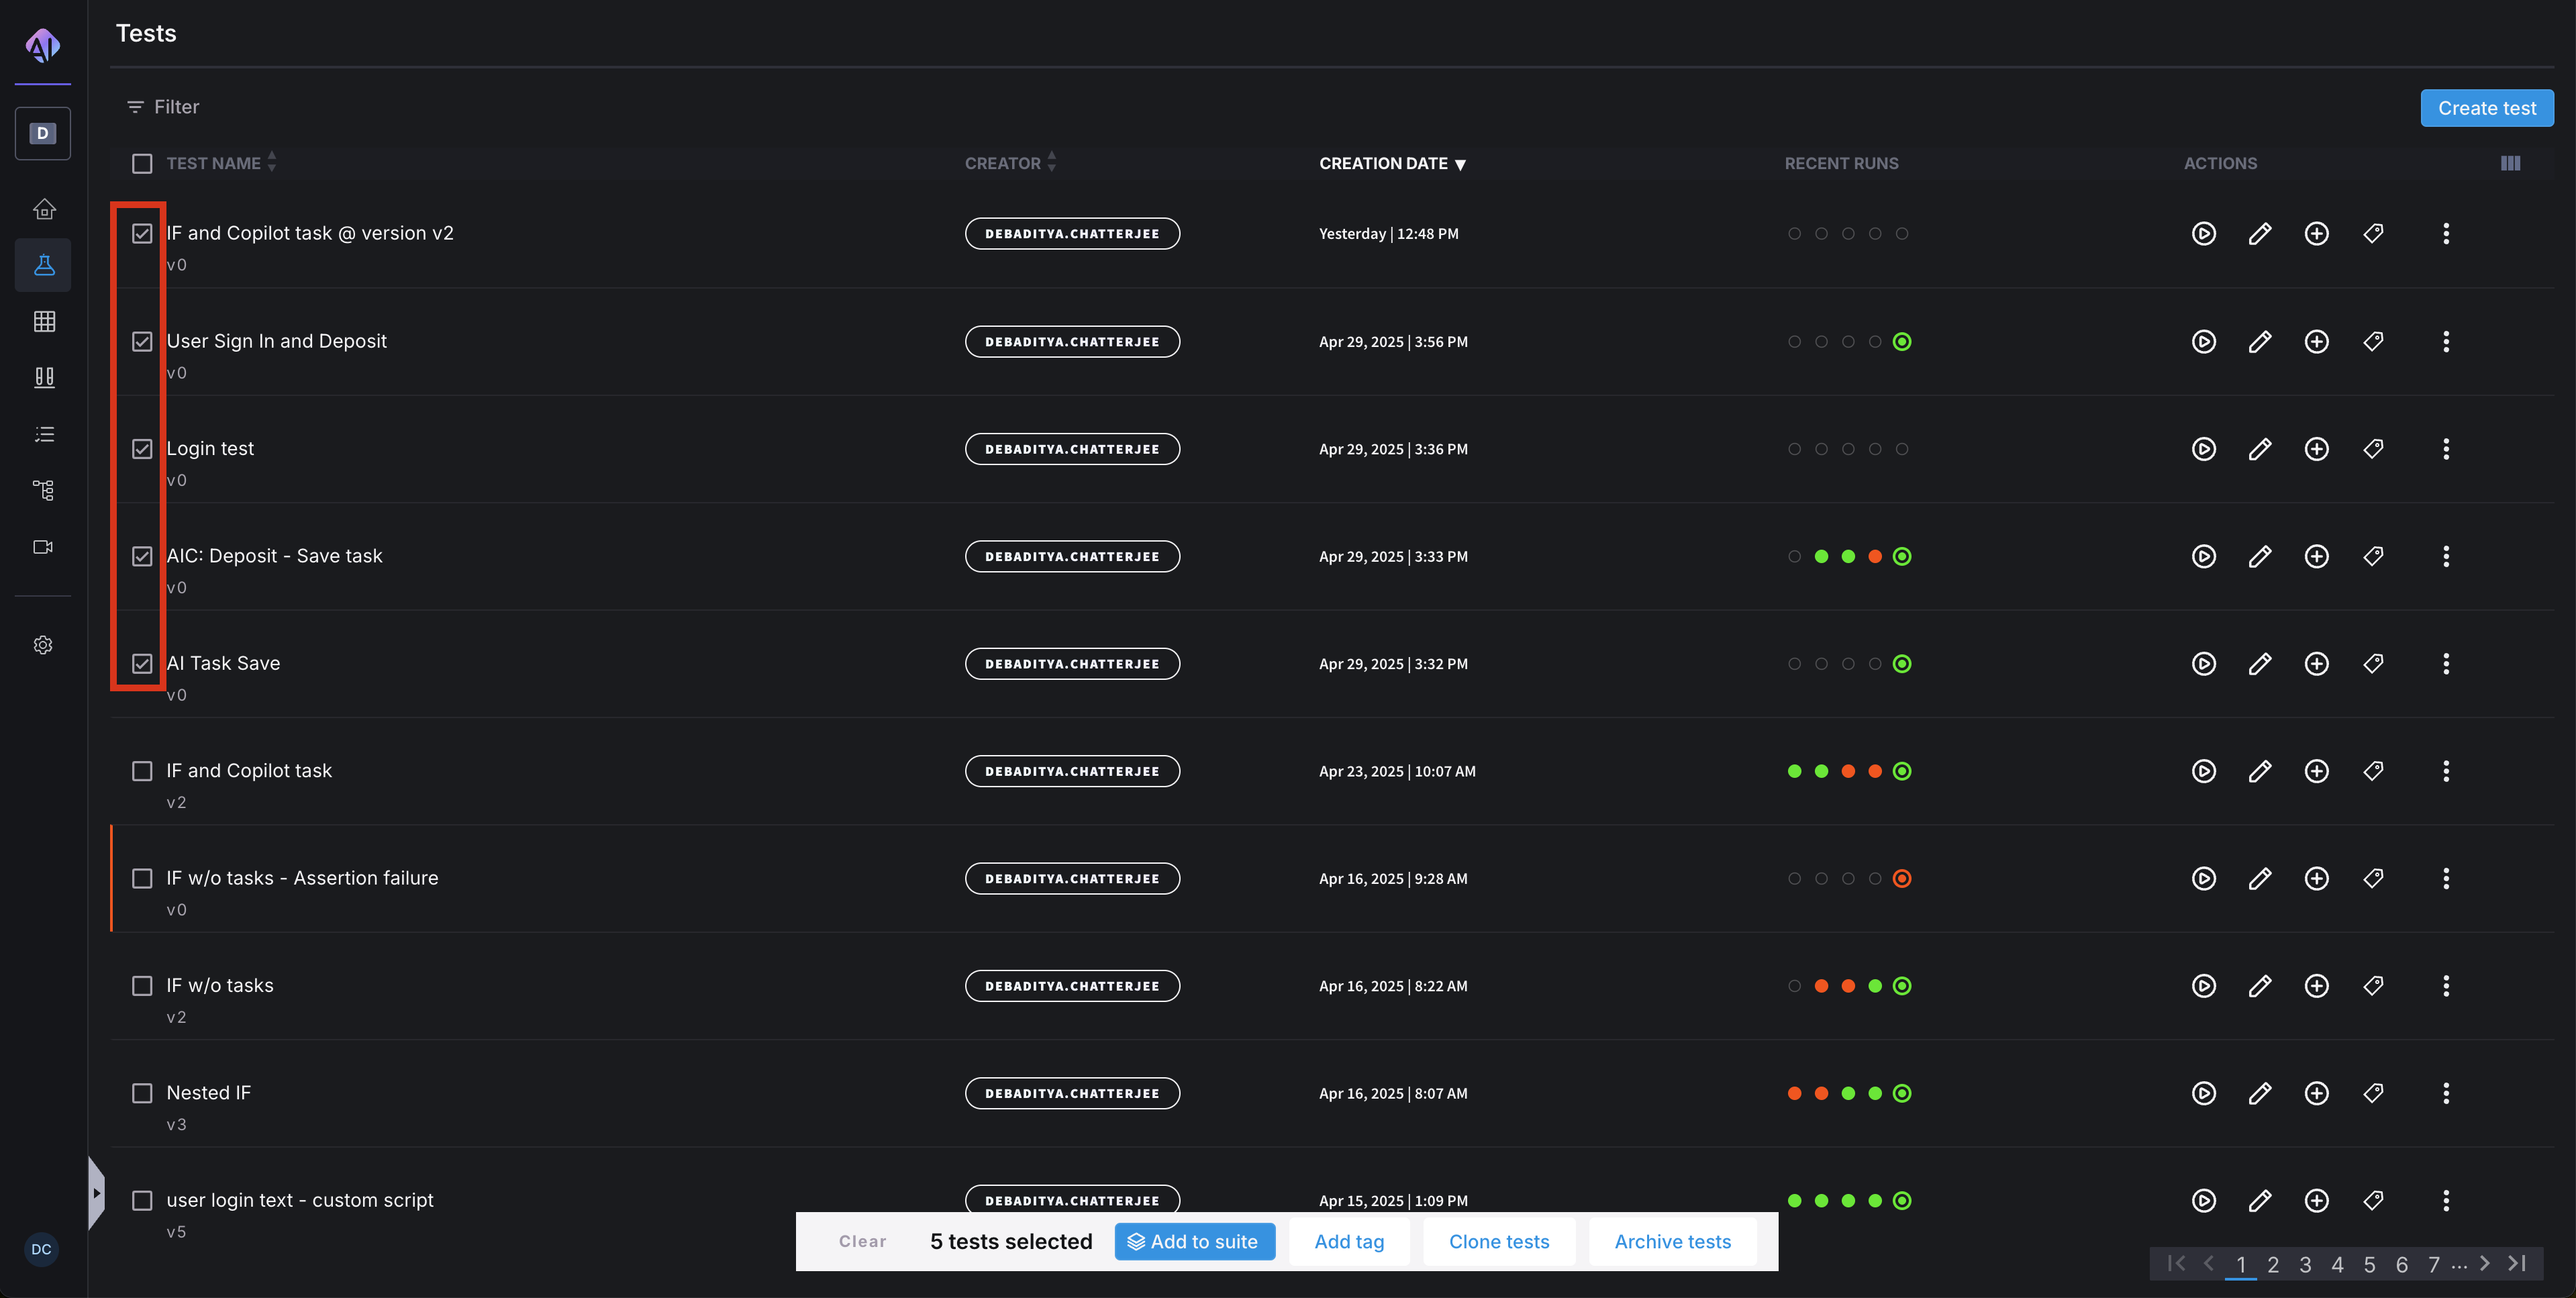 AI
Tests
D
Filter
Create test
TEST NAME CREATOR CREATION DATE RECENT RUNS ACTIONS
IF and Copilot task @ version v2 DEBADITYA.CHATTERJEE Yesterday | 12:48 PM
v0
User Sign In and Deposit DEBADITYA.CHATTERJEE Apr 29, 2025 | 3:56 PM
v0
Login test DEBADITYA.CHATTERJEE Apr 29, 2025 | 3:36 PM
v0
AIC: Deposit - Save task DEBADITYA.CHATTERJEE Apr 29, 2025 | 3:33 PM
v0
AI Task Save DEBADITYA.CHATTERJEE Apr 29, 2025 | 3:32 PM
v0
IF and Copilot task DEBADITYA.CHATTERJEE Apr 23, 2025 | 10:07 AM
v2
IF w/o tasks - Assertion failure DEBADITYA.CHATTERJEE Apr 16, 2025 | 9:28 AM
v0
IF w/o tasks DEBADITYA.CHATTERJEE Apr 16, 2025 | 8:22 AM
v2
Nested IF DEBADITYA.CHATTERJEE Apr 16, 2025 | 8:07 AM
v3
user login text - custom script DEBADITYA.CHATTERJEE Apr 15, 2025 | 1:09 PM
v5
Clear 5 tests selected Add to suite Add tag Clone tests Archive tests
DC
1 2 3 4 5 6 7 ...